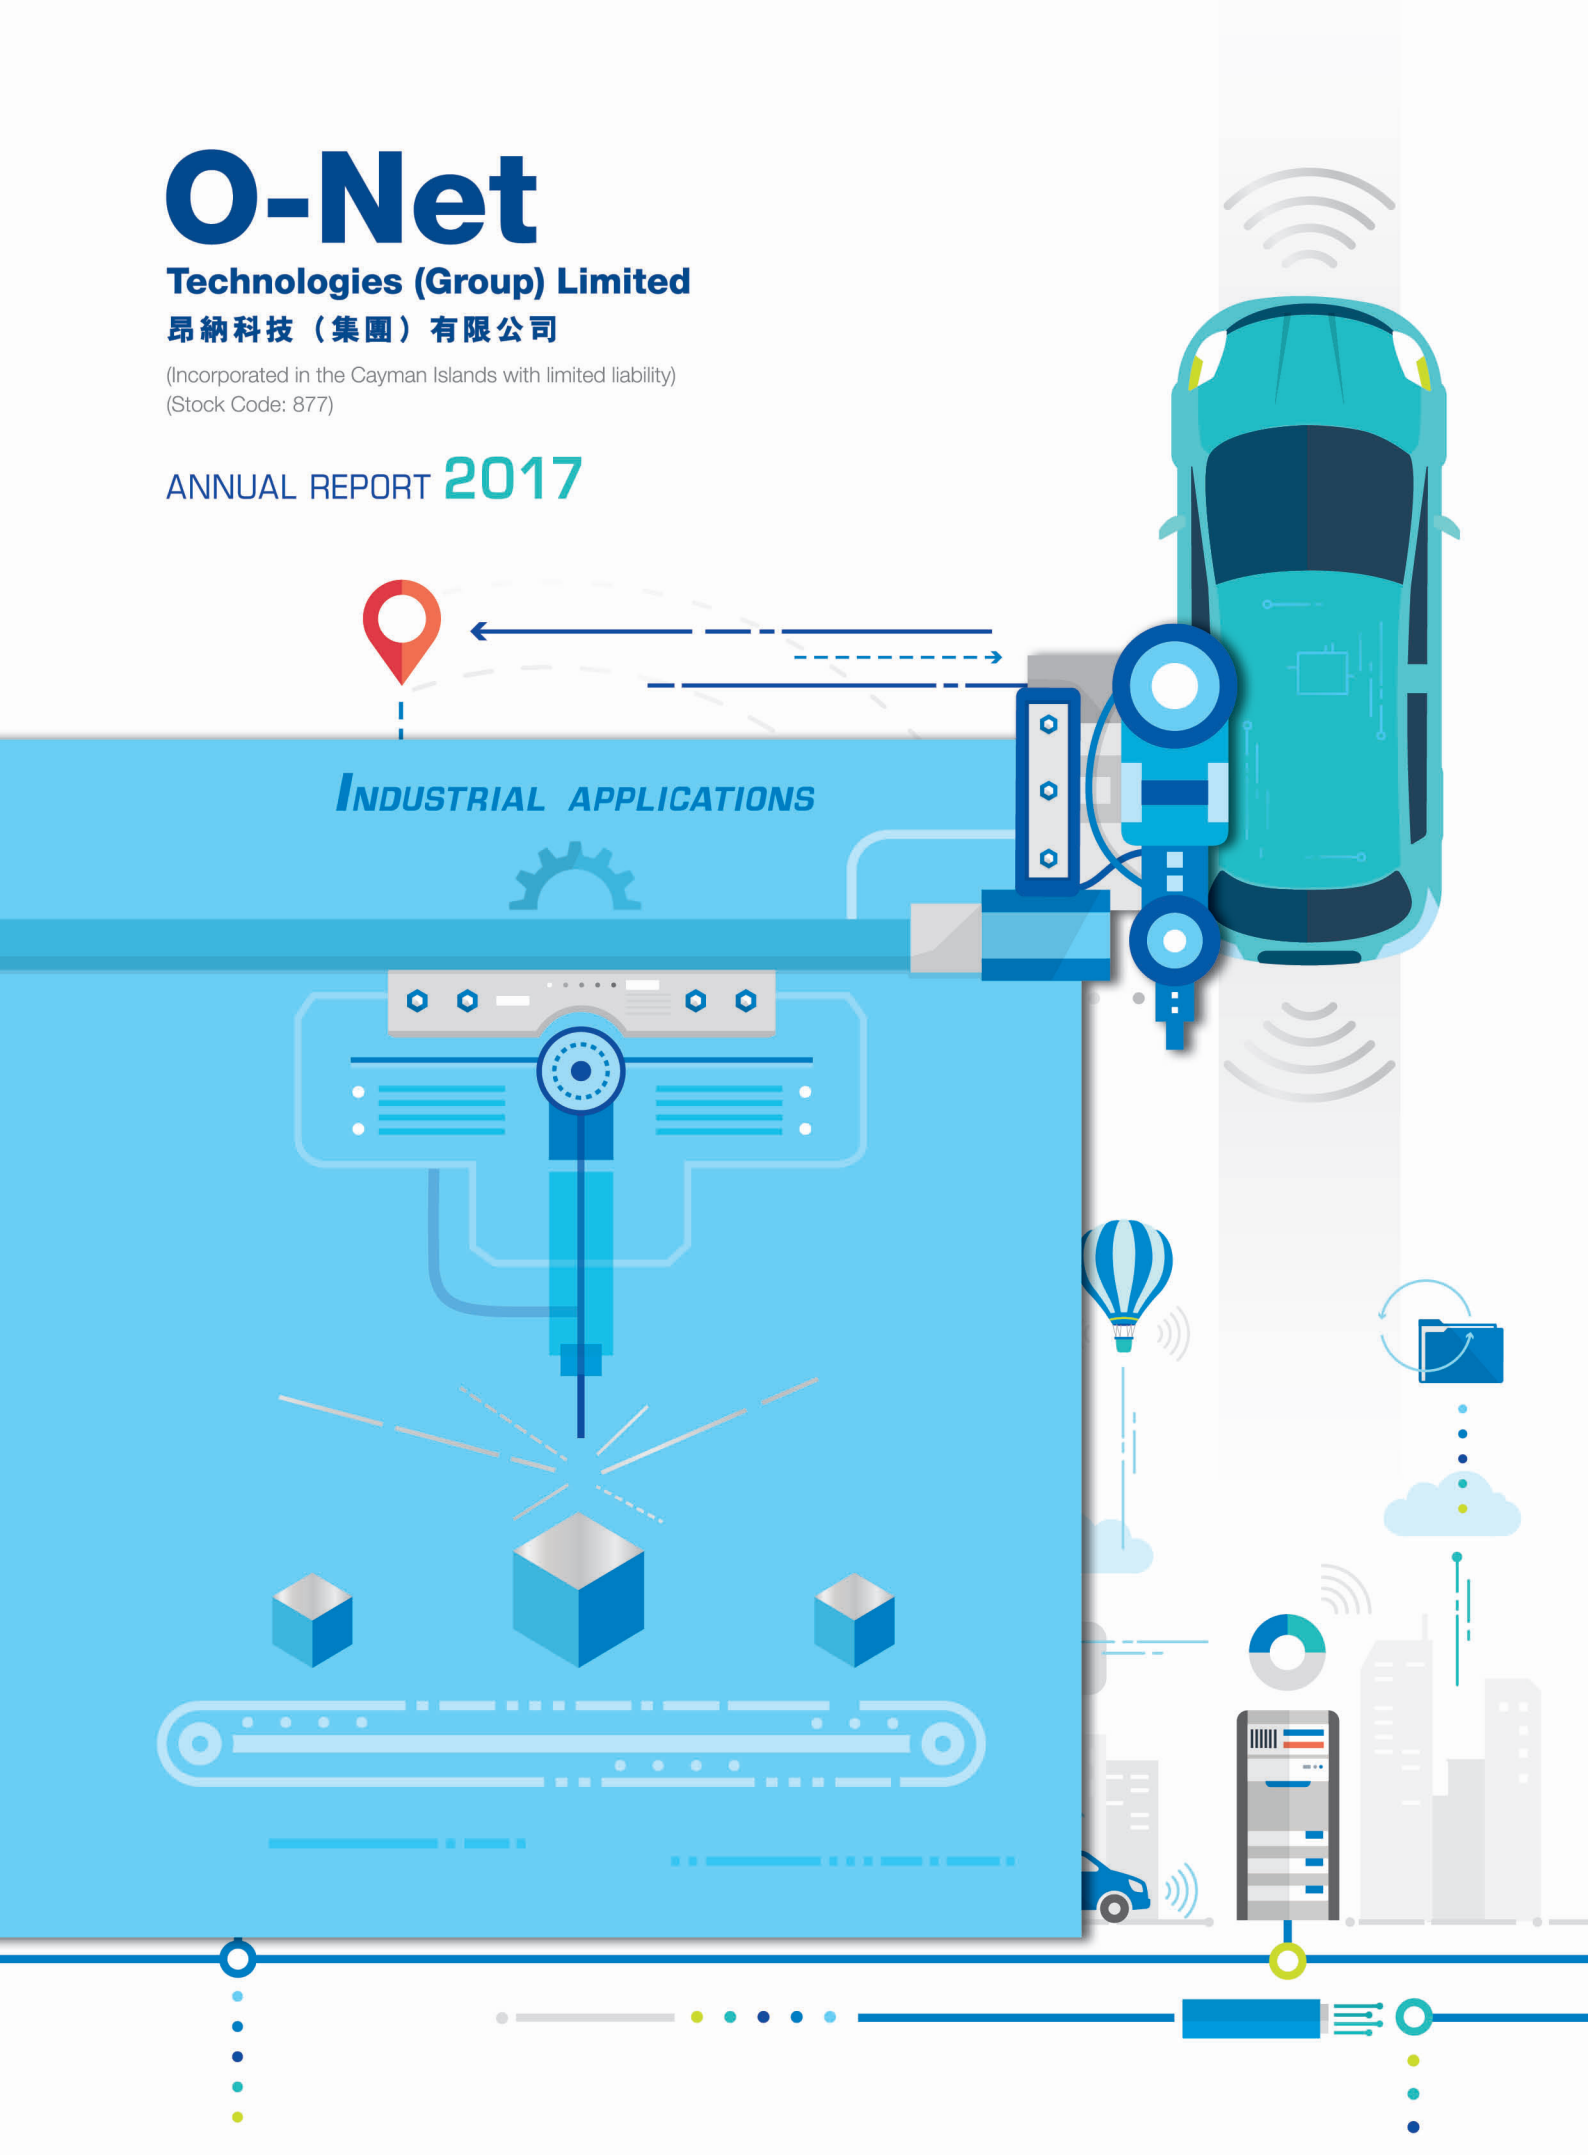 O-Net
Technologies (Group) Limited
昂納科技（集團）有限公司
(Incorporated in the Cayman Islands with limited liability)
(Stock Code: 877)
ANNUAL REPORT 2017
INDUSTRIAL APPLICATIONS